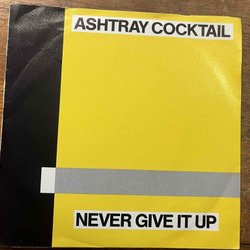 ASHTRAY COCKTAIL
NEVER GIVE IT UP